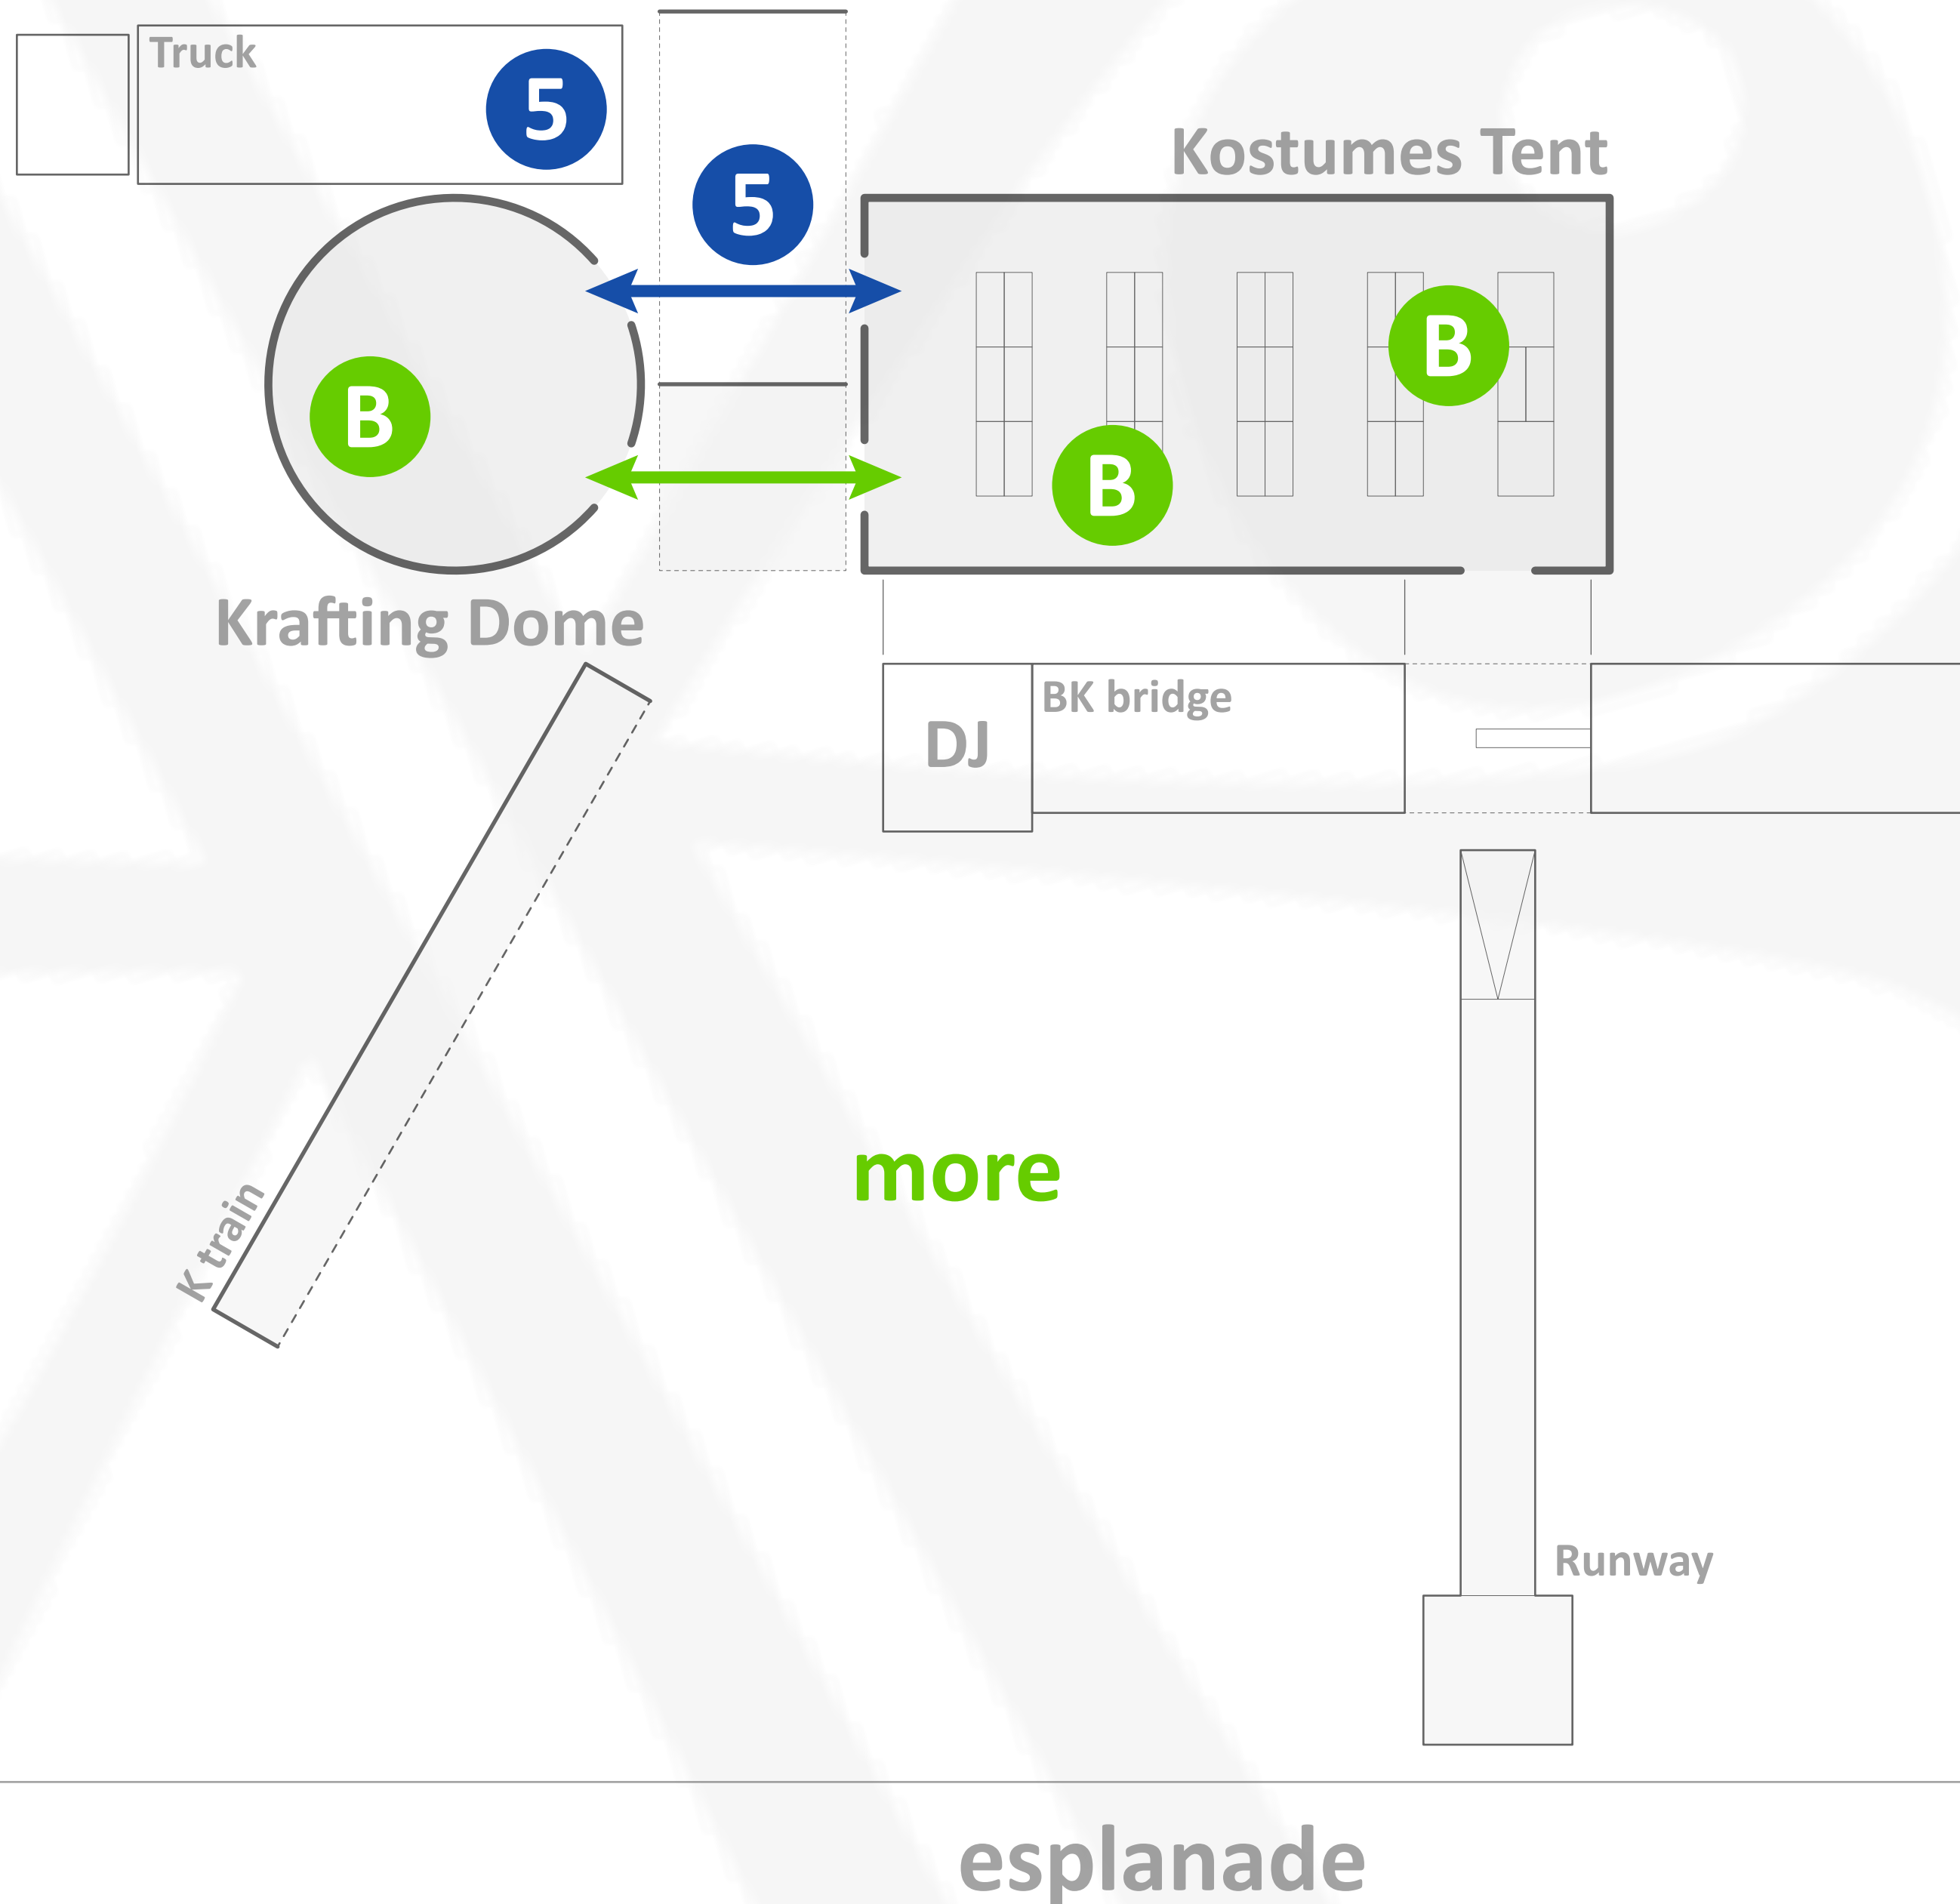 Truck
5
5
Kostumes Tent
B
B
B
Krafting Dome
BK bridge
DJ
more
K train
Runway
esplanade